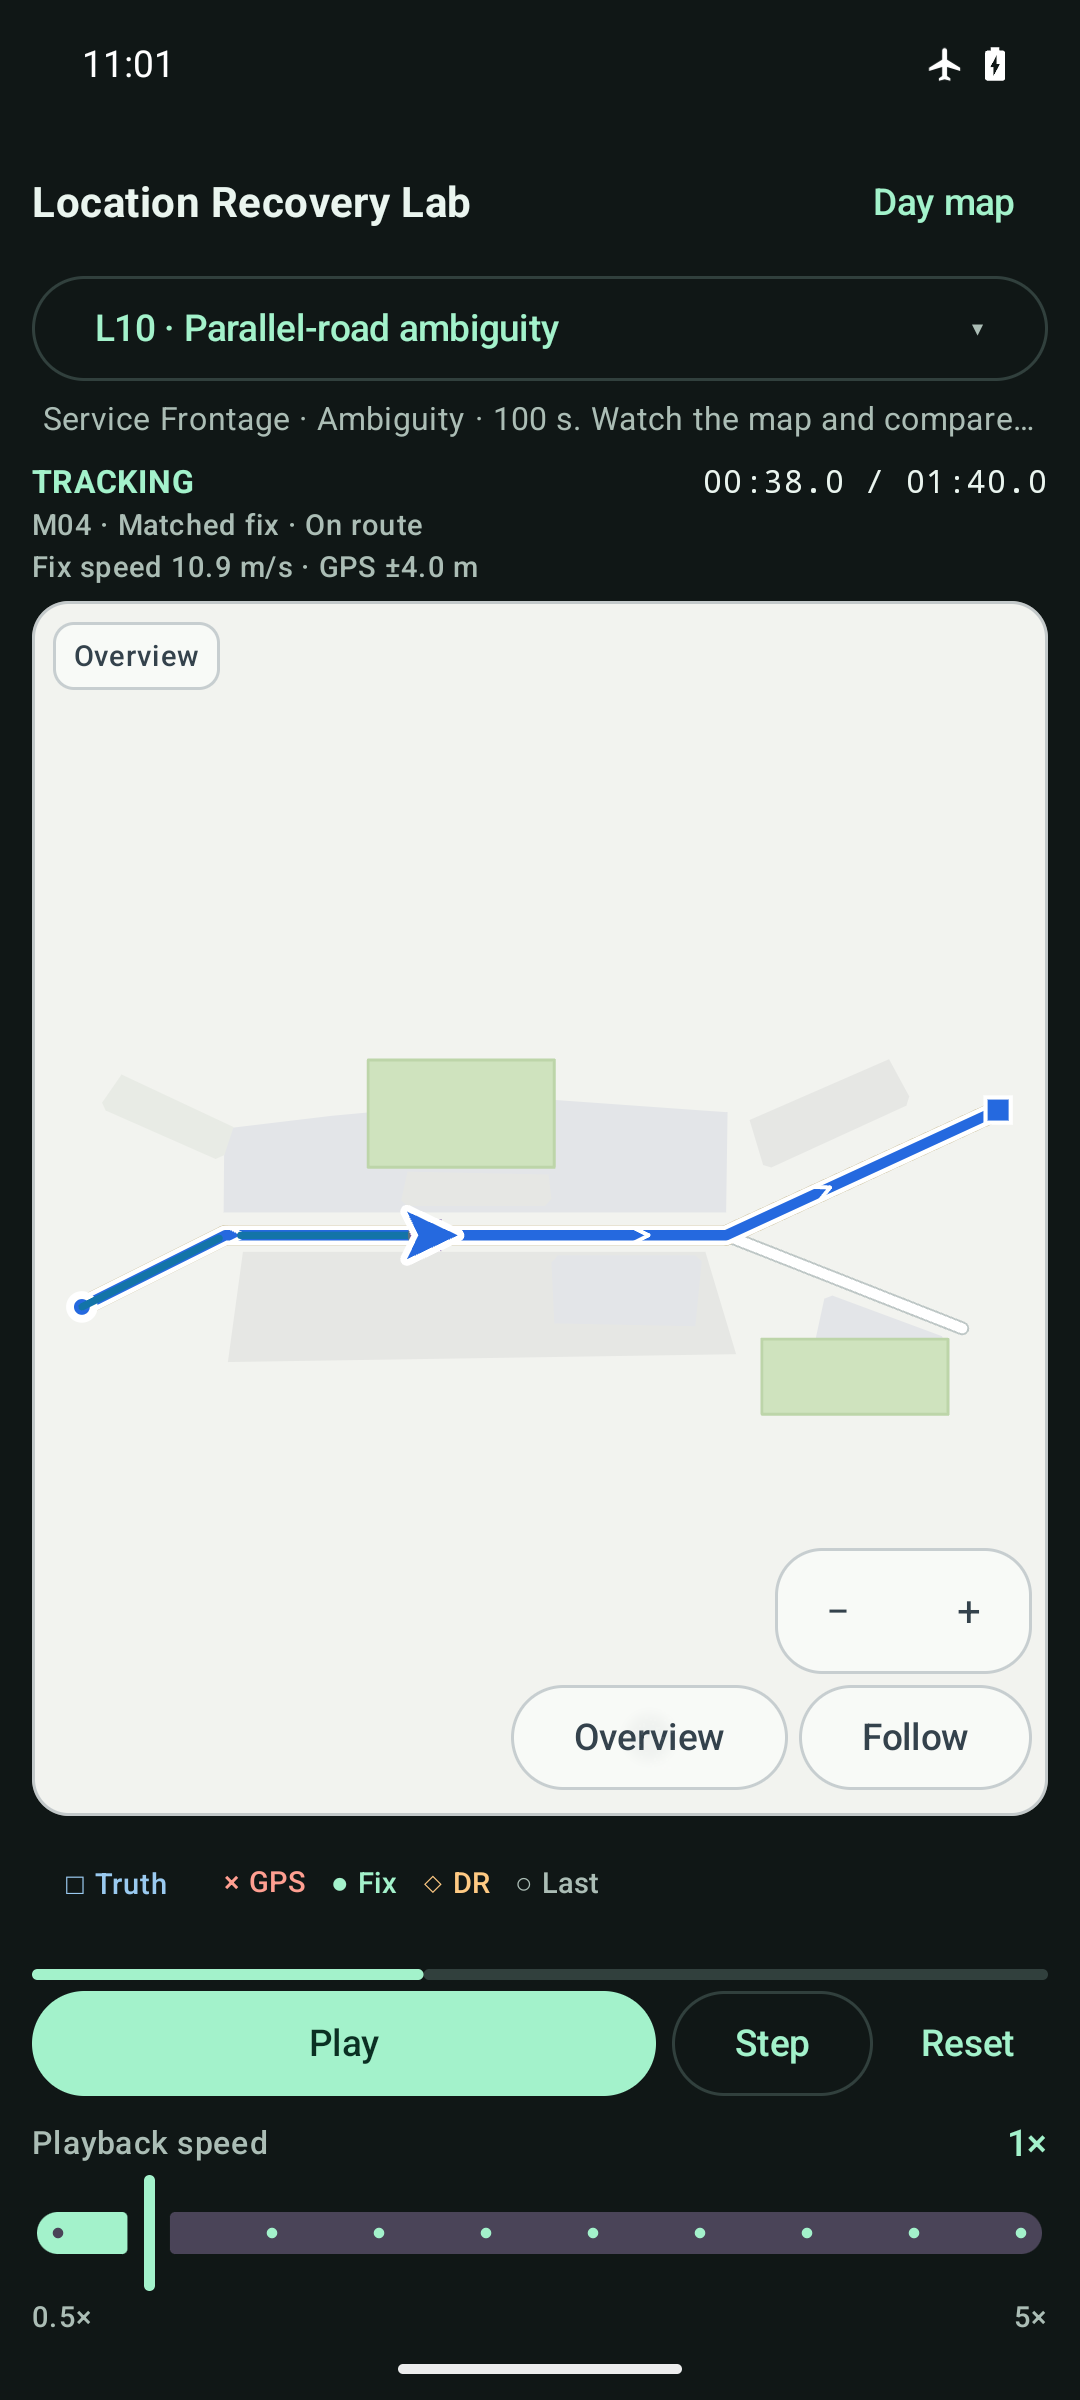 11:01
Location Recovery Lab
Day map
L10 · Parallel-road ambiguity ▾
Service Frontage · Ambiguity · 100 s. Watch the map and compare…
TRACKING
00:38.0 / 01:40.0
M04 · Matched fix · On route
Fix speed 10.9 m/s · GPS ±4.0 m
Overview
− +
Overview
Follow
□ Truth × GPS ● Fix ◇ DR ○ Last
Play
Step
Reset
Playback speed
1×
0.5×
5×